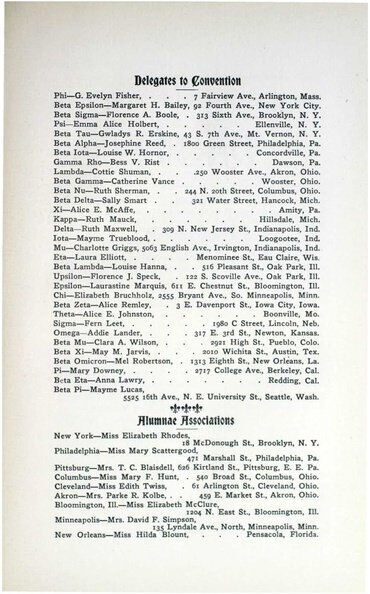 Delegates to Convention
Phi—G. Evelyn Fisher, . . . 7 Fairview Ave., Arlington, Mass.
Beta Epsilon—Margaret H. Bailey, 92 Fourth Ave., New York City.
Beta Sigma—Florence A. Boole, . 313 Sixth Ave., Brooklyn, N. Y.
Psi—Emma Alice Holbert, . . . . . Ellenville, N. Y.
Beta Tau—Gwladys R. Erskine, 43 S. 7th Ave., Mt. Vernon, N. Y.
Beta Alpha—Josephine Reed, . 1800 Green Street, Philadelphia, Pa.
Beta Iota—Louise W. Hornor, . . . . Concordville, Pa.
Gamma Rho—Bess V. Rist . . . . . Dawson, Pa.
Lambda—Cottie Shuman, . . . 250 Wooster Ave., Akron, Ohio.
Beta Gamma—Catherine Vance . . . . Wooster, Ohio.
Beta Nu—Ruth Sherman, . . 244 N. 20th Street, Columbus, Ohio.
Beta Delta—Sally Smart . . 321 Water Street, Hancock, Mich.
Xi—Alice E. McAffe, . . . . . . Amity, Pa.
Kappa—Ruth Mauck, . . . . . Hillsdale, Mich.
Delta—Ruth Maxwell, . 309 N. New Jersey St., Indianapolis, Ind.
Iota—Mayme Trueblood, . . . . . Loogootee, Ind.
Mu—Charlotte Griggs, 5063 English Ave., Irvington, Indianapolis, Ind.
Eta—Laura Elliott, . . Menominee St., Eau Claire, Wis.
Beta Lambda—Louise Hanna, . . 516 Pleasant St., Oak Park, Ill.
Upsilon—Florence J. Speck, . 122 S. Scoville Ave., Oak Park, Ill.
Epsilon—Laurastine Marquis, 611 E. Chestnut St., Bloomington, Ill.
Chi—Elizabeth Bruchholz, 2555 Bryant Ave., So. Minneapolis, Minn.
Beta Zeta—Alice Remley, . 3 E. Davenport St., Iowa City, Iowa.
Theta—Alice E. Johnston, . . . . Boonville, Mo.
Sigma—Fern Leet, . . . . 1980 C Street, Lincoln, Neb.
Omega—Addie Lander, . . . 317 E. 3rd St., Newton, Kansas.
Beta Mu—Clara A. Wilson, . . 2921 High St., Pueblo, Colo.
Beta Xi—May M. Jarvis, . . 2010 Wichita St., Austin, Tex.
Beta Omicron—Mel Robertson, . 1313 Eighth St., New Orleans, La.
Pi—Mary Downey, . . . 2717 College Ave., Berkeley, Cal.
Beta Eta—Anna Lawry, . . . . . Redding, Cal.
Beta Pi—Mayme Lucas,
5525 16th Ave., N. E. University St., Seattle, Wash.
Alumnae Associations
New York—Miss Elizabeth Rhodes,
18 McDonough St., Brooklyn, N. Y.
Philadelphia—Miss Mary Scattergood,
471 Marshall St., Philadelphia, Pa.
Pittsburg—Mrs. T. C. Blaisdell, 626 Kirtland St., Pittsburg, E. E. Pa.
Columbus—Miss Mary F. Hunt, . 540 Broad St., Columbus, Ohio.
Cleveland—Miss Edith Twiss, . 61 Arlington St., Cleveland, Ohio.
Akron—Mrs. Parke R. Kolbe, . . 459 E. Market St., Akron, Ohio.
Bloomington, Ill.—Miss Elizabeth McClure,
1204 N. East St., Bloomington, Ill.
Minneapolis—Mrs. David F. Simpson,
135 Lyndale Ave., North, Minneapolis, Minn.
New Orleans—Miss Hilda Blount, . . . Pensacola, Florida.